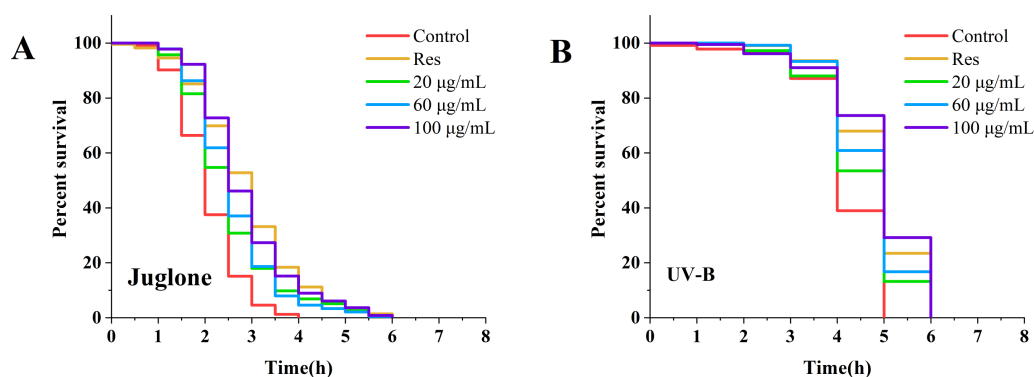 A
Percent survival
100
80
60
40
20
0
0 1 2 3 4 5 6 7 8
Time(h)
Juglone
Control
Res
20 μg/mL
60 μg/mL
100 μg/mL
B
Percent survival
100
80
60
40
20
0
0 1 2 3 4 5 6 7 8
Time(h)
UV-B
Control
Res
20 μg/mL
60 μg/mL
100 μg/mL